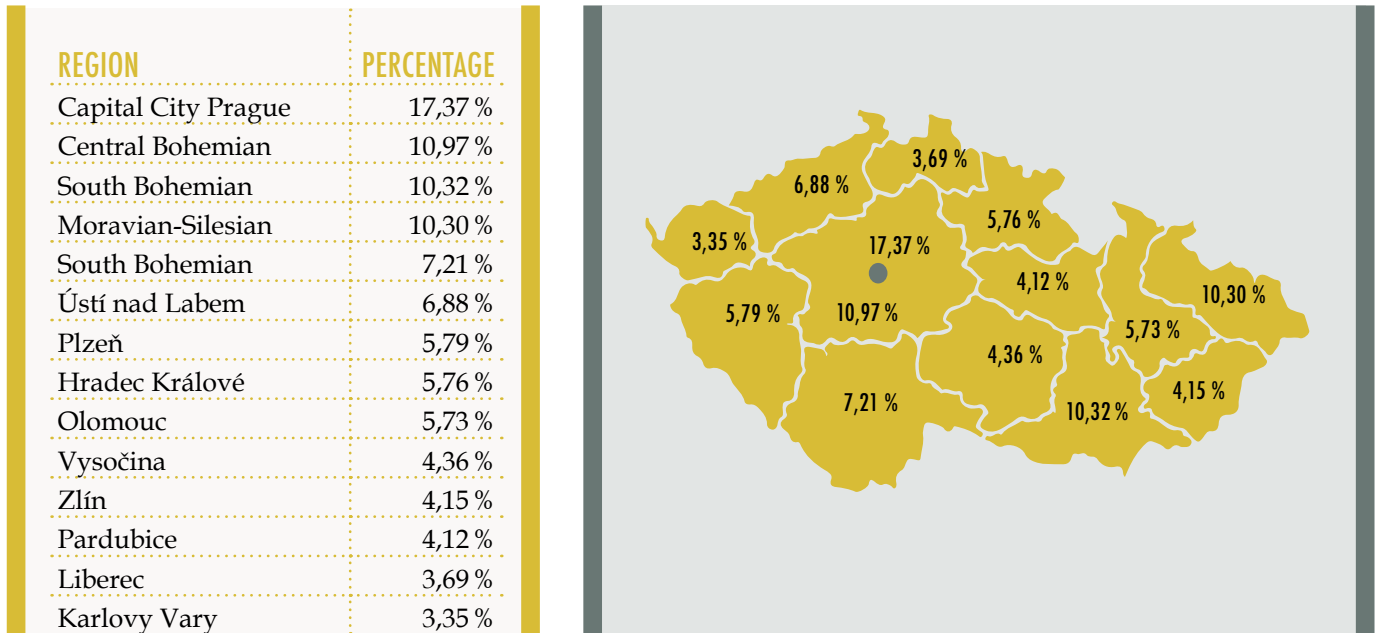 REGION PERCENTAGE
Capital City Prague 17,37 %
Central Bohemian 10,97 %
South Bohemian 10,32 %
Moravian-Silesian 10,30 %
South Bohemian 7,21 %
Ústí nad Labem 6,88 %
Plzeň 5,79 %
Hradec Králové 5,76 %
Olomouc 5,73 %
Vysočina 4,36 %
Zlín 4,15 %
Pardubice 4,12 %
Liberec 3,69 %
Karlovy Vary 3,35 %
3,69 %
6,88 %
5,76 %
3,35 %
17,37 %
4,12 %
10,30 %
5,79 %
10,97 %
5,73 %
4,36 %
4,15 %
7,21 %
10,32 %